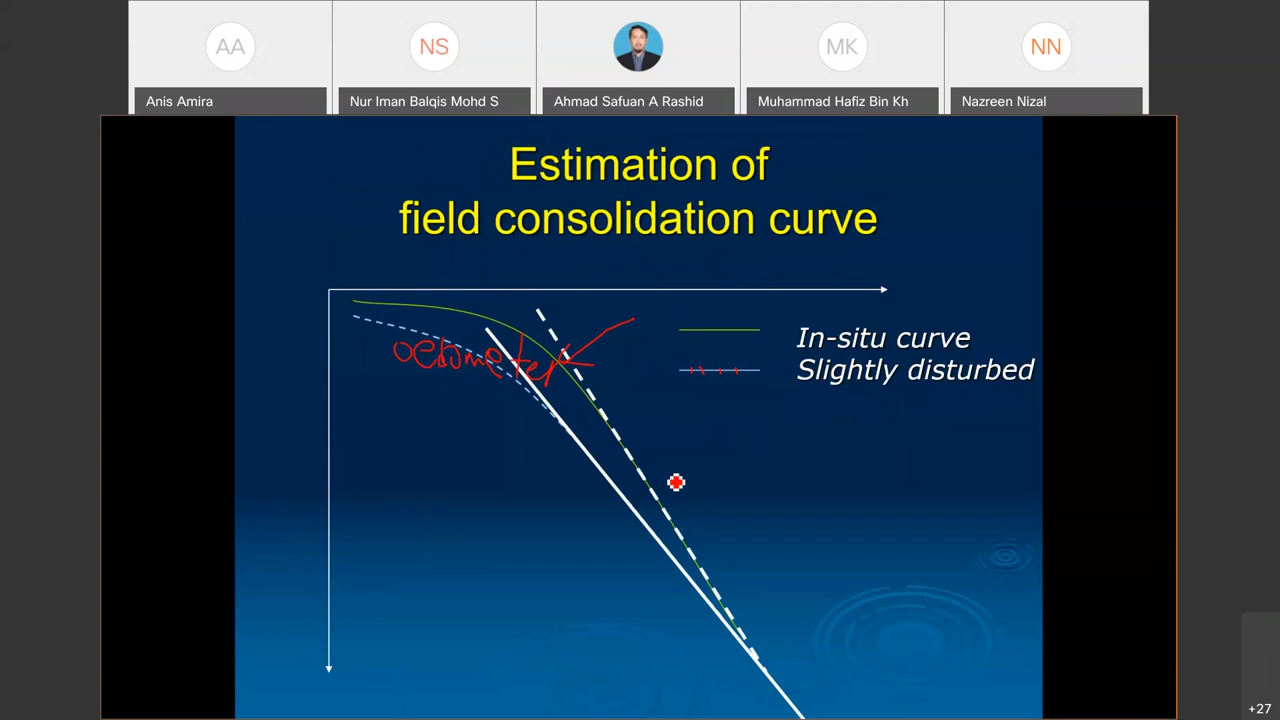 AA
NS
MK
NN
Anis Amira
Nur Iman Balqis Mohd S
Ahmad Safuan A Rashid
Muhammad Hafiz Bin Kh
Nazreen Nizal
Estimation of
field consolidation curve
In-situ curve
Slightly disturbed
oedometer
+27